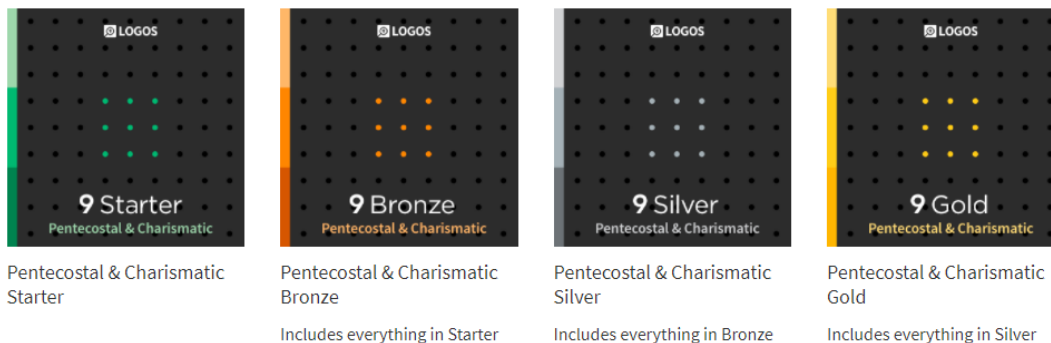 LOGOS
9 Starter
Pentecostal & Charismatic
Pentecostal & Charismatic
Starter
LOGOS
9 Bronze
Pentecostal & Charismatic
Pentecostal & Charismatic
Bronze
Includes everything in Starter
LOGOS
9 Silver
Pentecostal & Charismatic
Pentecostal & Charismatic
Silver
Includes everything in Bronze
LOGOS
9 Gold
Pentecostal & Charismatic
Pentecostal & Charismatic
Gold
Includes everything in Silver